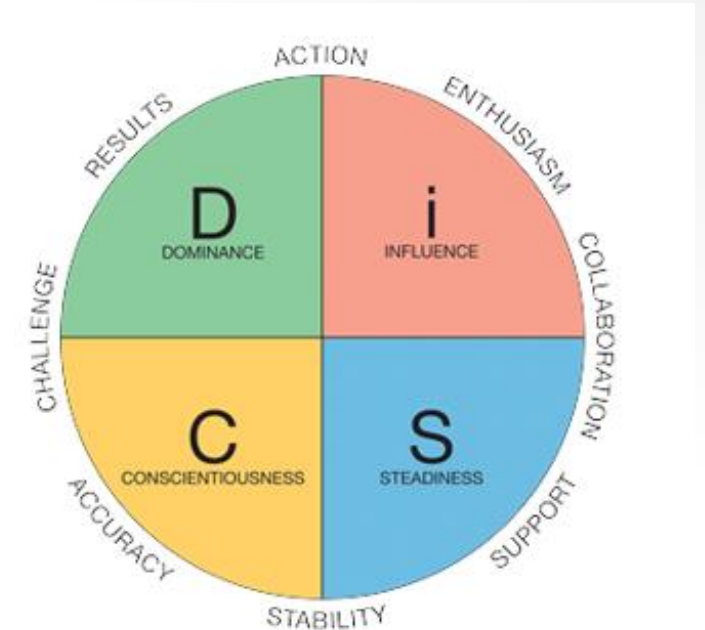 ACTION
RESULTS
ENTHUSIASM
D
DOMINANCE
i
INFLUENCE
CHALLENGE
COLLABORATION
C
CONSCIENTIOUSNESS
S
STEADINESS
ACCURACY
SUPPORT
STABILITY